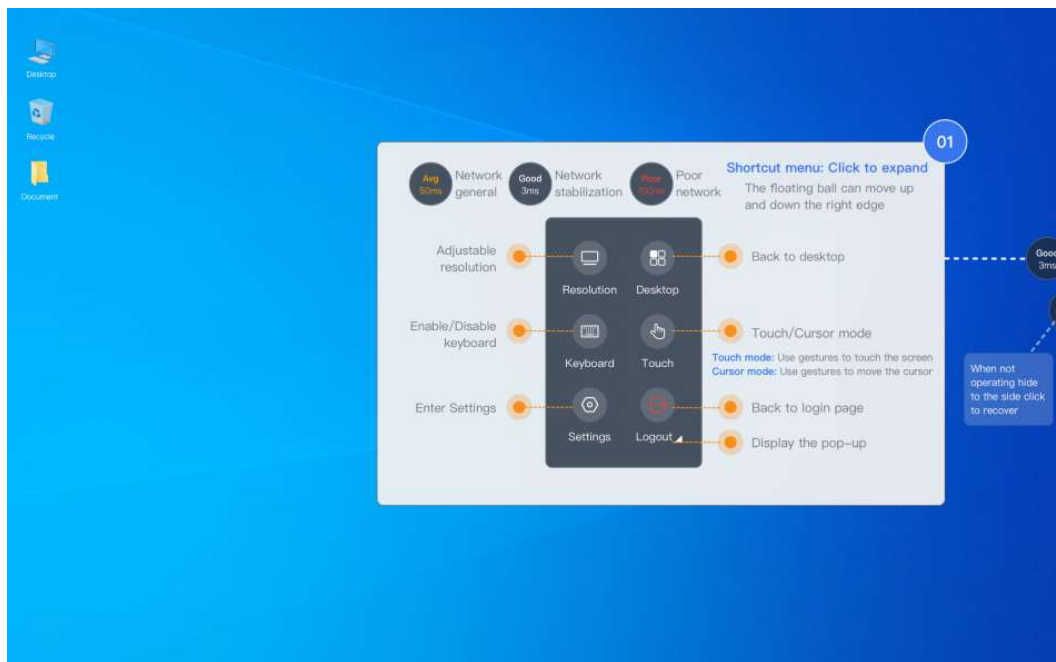 Desktop
Recycle
Document
01
Avg
50ms
Network
general
Good
3ms
Network
stabilization
Poor
100ms
Poor
network
Shortcut menu: Click to expand
The floating ball can move up
and down the right edge
Adjustable
resolution
Resolution
Desktop
Back to desktop
Enable/Disable
keyboard
Keyboard
Touch
Touch/Cursor mode
Touch mode: Use gestures to touch the screen
Cursor mode: Use gestures to move the cursor
Enter Settings
Settings
Logout
Back to login page
Display the pop-up
Good
3ms
When not
operating hide
to the side click
to recover